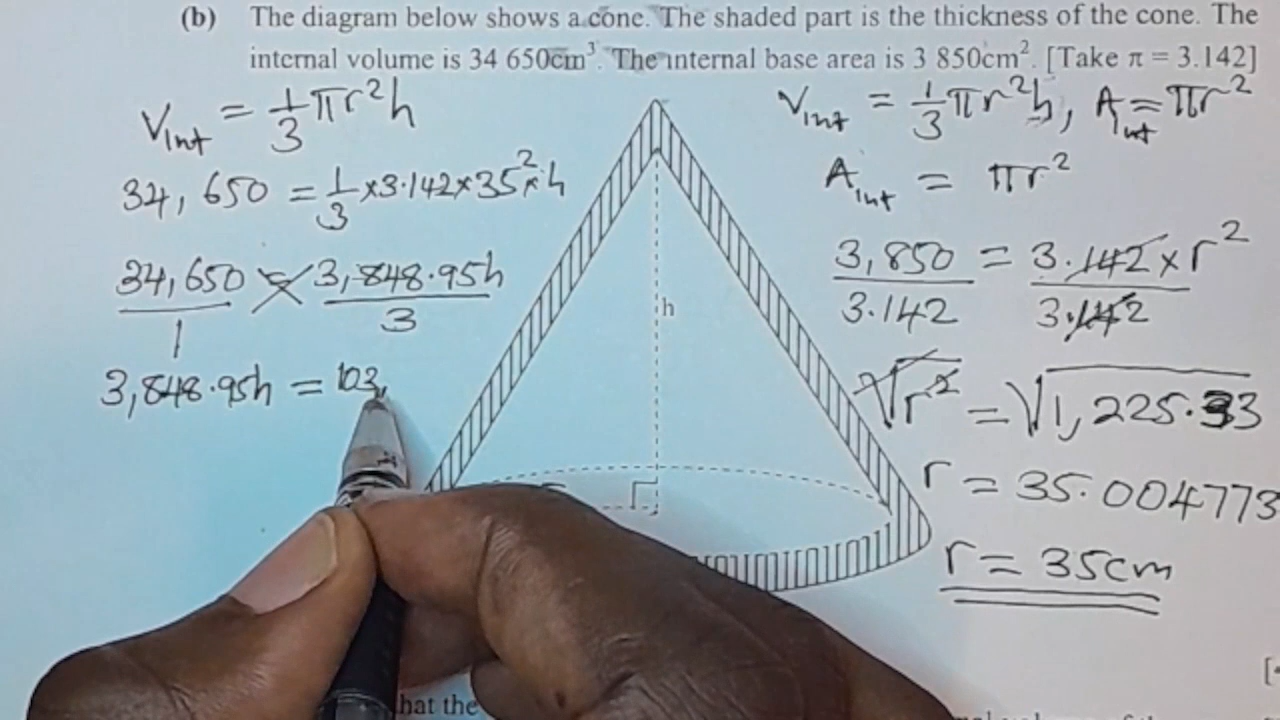 (b) The diagram below shows a cone. The shaded part is the thickness of the cone. The
internal volume is 34 650cm³. The internal base area is 3 850cm². [Take π = 3.142]
V_int = 1/3 πr²h
34, 650 = 1/3 × 3.142 × 35² × h
34,650/1 = 3,848.95h/3
3,848.95h = 103,
h
V_int = 1/3 πr²h, A_int = πr²
A_int = πr²
3,850/3.142 = 3.142 × r²/3.142
√r² = √1,225.33
r = 35.004773
r = 35cm
hat the